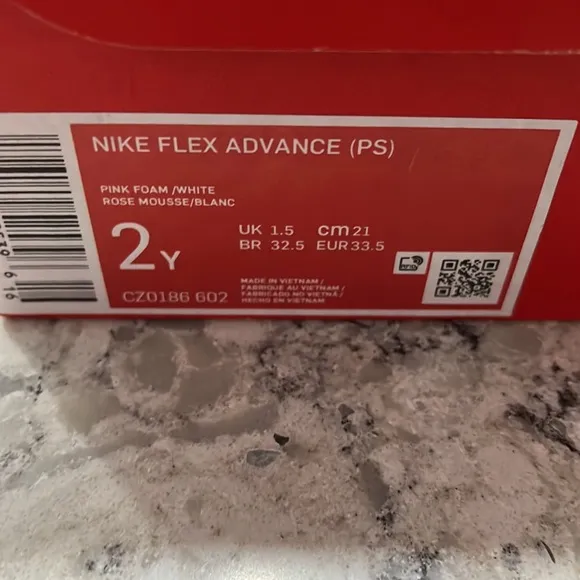 NIKE FLEX ADVANCE (PS)
PINK FOAM /WHITE
ROSE MOUSSE/BLANC
2Y
UK 1.5 cm 21
BR 32.5 EUR 33.5
MADE IN VIETNAM /
FABRIQUE AU VIETNAM /
FABRICADO NO VIETNÃ /
HECHO EN VIETNAM
CZ0186 602